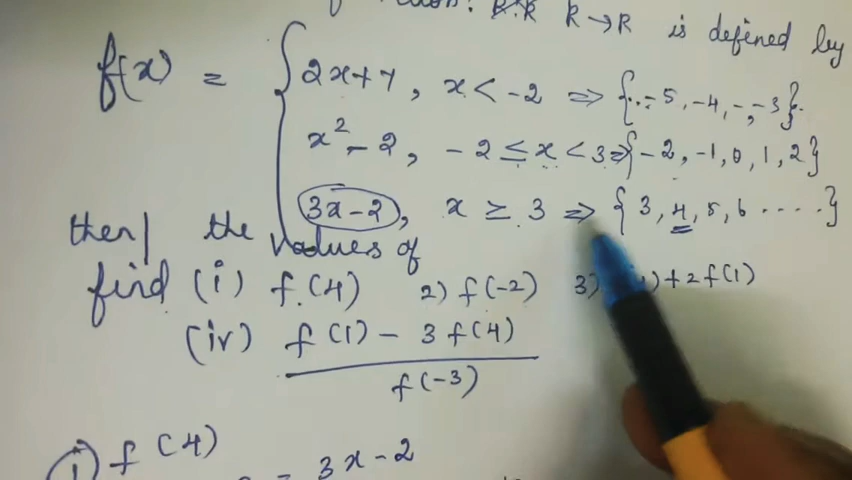 R→R is defined by
f(x) = { 2x+7, x < -2 ⇒ {...-5, -4, -, -3}.
x² - 2, -2 ≤ x < 3 ⇒ {-2, -1, 0, 1, 2}
3x-2, x ≥ 3 ⇒ { 3, 4, 5, 6 .....}
then the values of
find (i) f(4) 2) f(-2) 3) )+2f(1)
(iv) f(1) - 3f(4)
f(-3)
(i) f(4)
= 3x-2